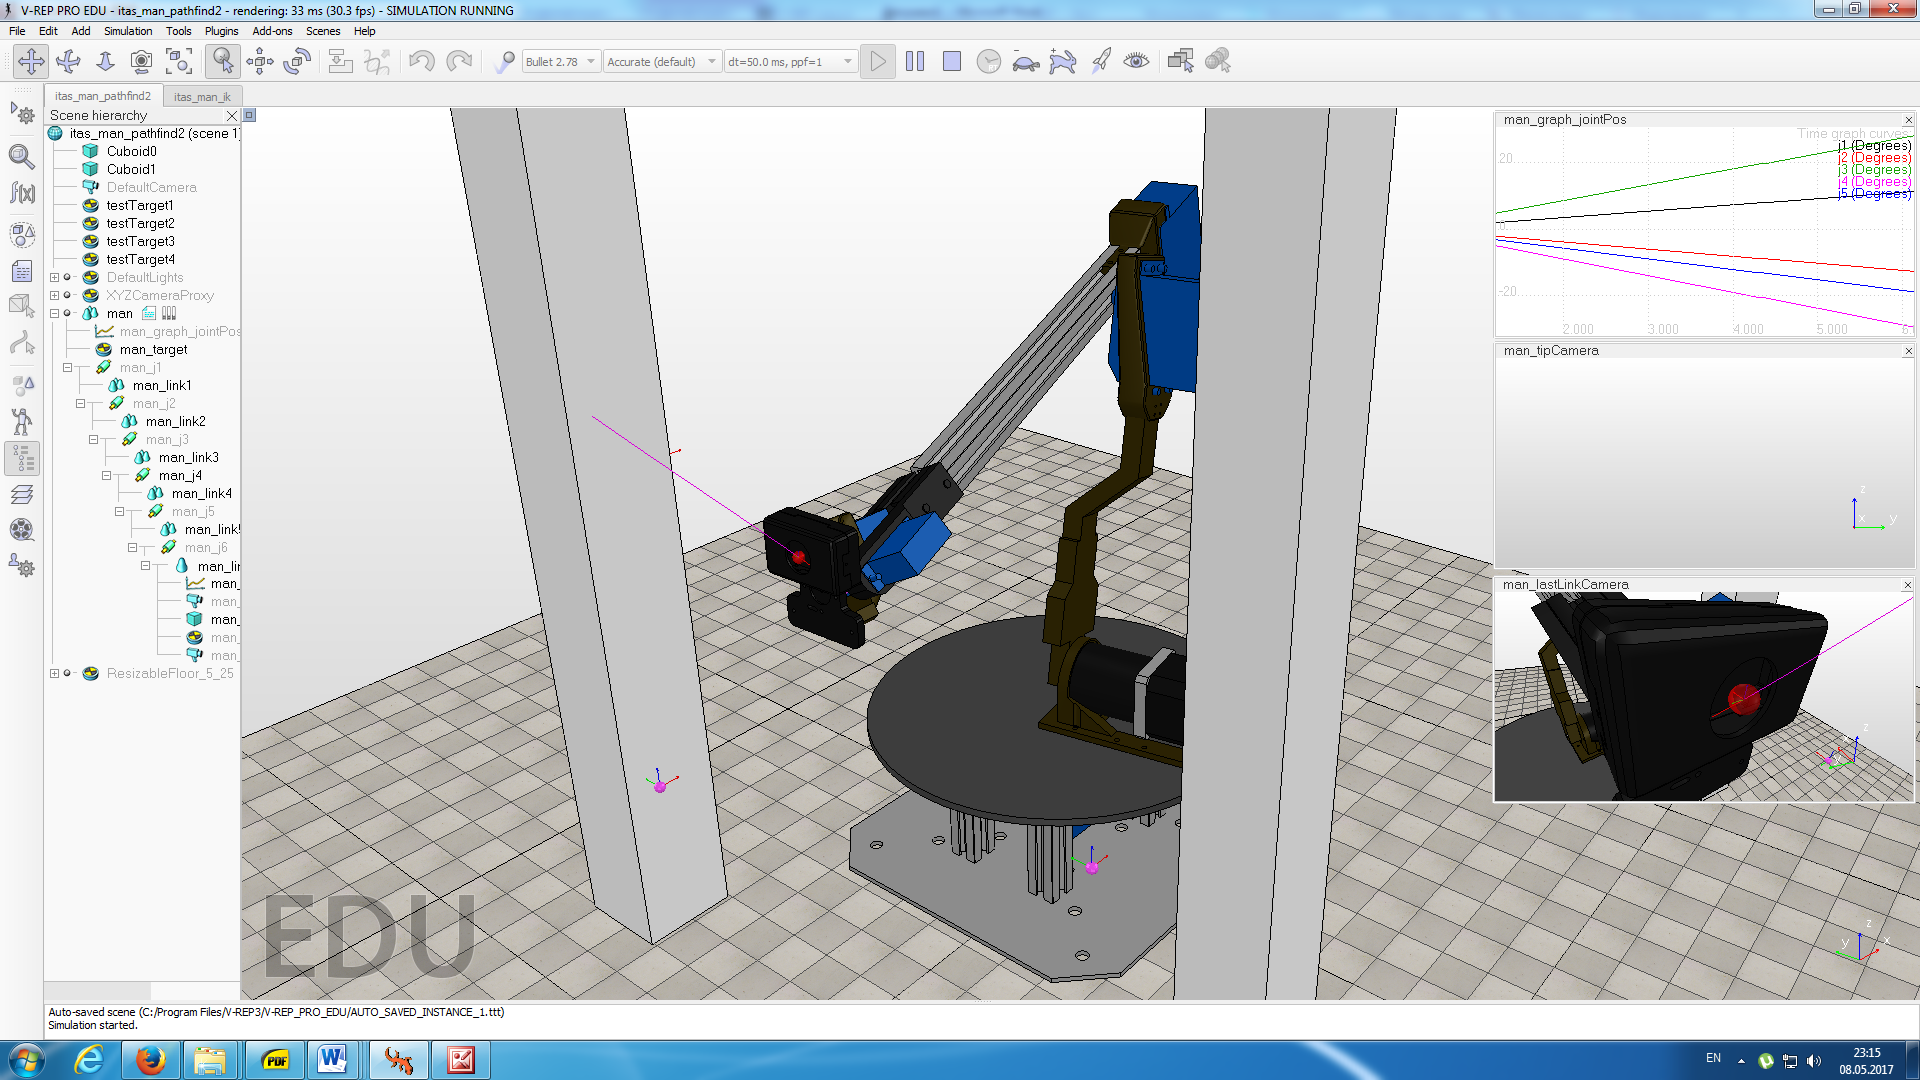 V-REP PRO EDU - itas_man_pathfind2 - rendering: 33 ms (30.3 fps) - SIMULATION RUNNING
File Edit Add Simulation Tools Plugins Add-ons Scenes Help
Bullet 2.78 Accurate (default) dt=50.0 ms, ppf=1
itas_man_pathfind2 itas_man_ik
Scene hierarchy
itas_man_pathfind2 (scene 1)
Cuboid0
Cuboid1
DefaultCamera
testTarget1
testTarget2
testTarget3
testTarget4
DefaultLights
XYZCameraProxy
man
man_graph_jointPos
man_target
man_j1
man_link1
man_j2
man_link2
man_j3
man_link3
man_j4
man_link4
man_j5
man_link5
man_j6
man_lin
man_
man_
man_
man_
man_
ResizableFloor_5_25
EDU
man_graph_jointPos
Time graph curves:
j1 (Degrees)
j2 (Degrees)
j3 (Degrees)
j4 (Degrees)
j5 (Degrees)
20
0
-20
2.000 3.000 4.000 5.000 6
man_tipCamera
z
x y
man_lastLinkCamera
z
z
y x
Auto-saved scene (C:/Program Files/V-REP3/V-REP_PRO_EDU/AUTO_SAVED_INSTANCE_1.ttt)
Simulation started.
PDF
W
EN
23:15
08.05.2017